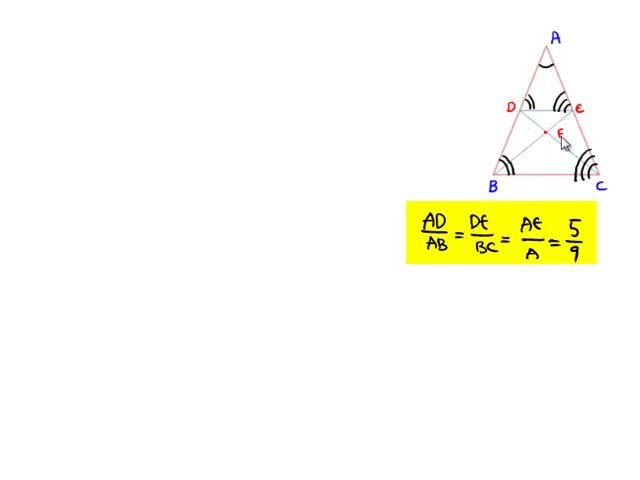 A
D E
F
B C
AD/AB = DE/BC = AE/A = 5/9